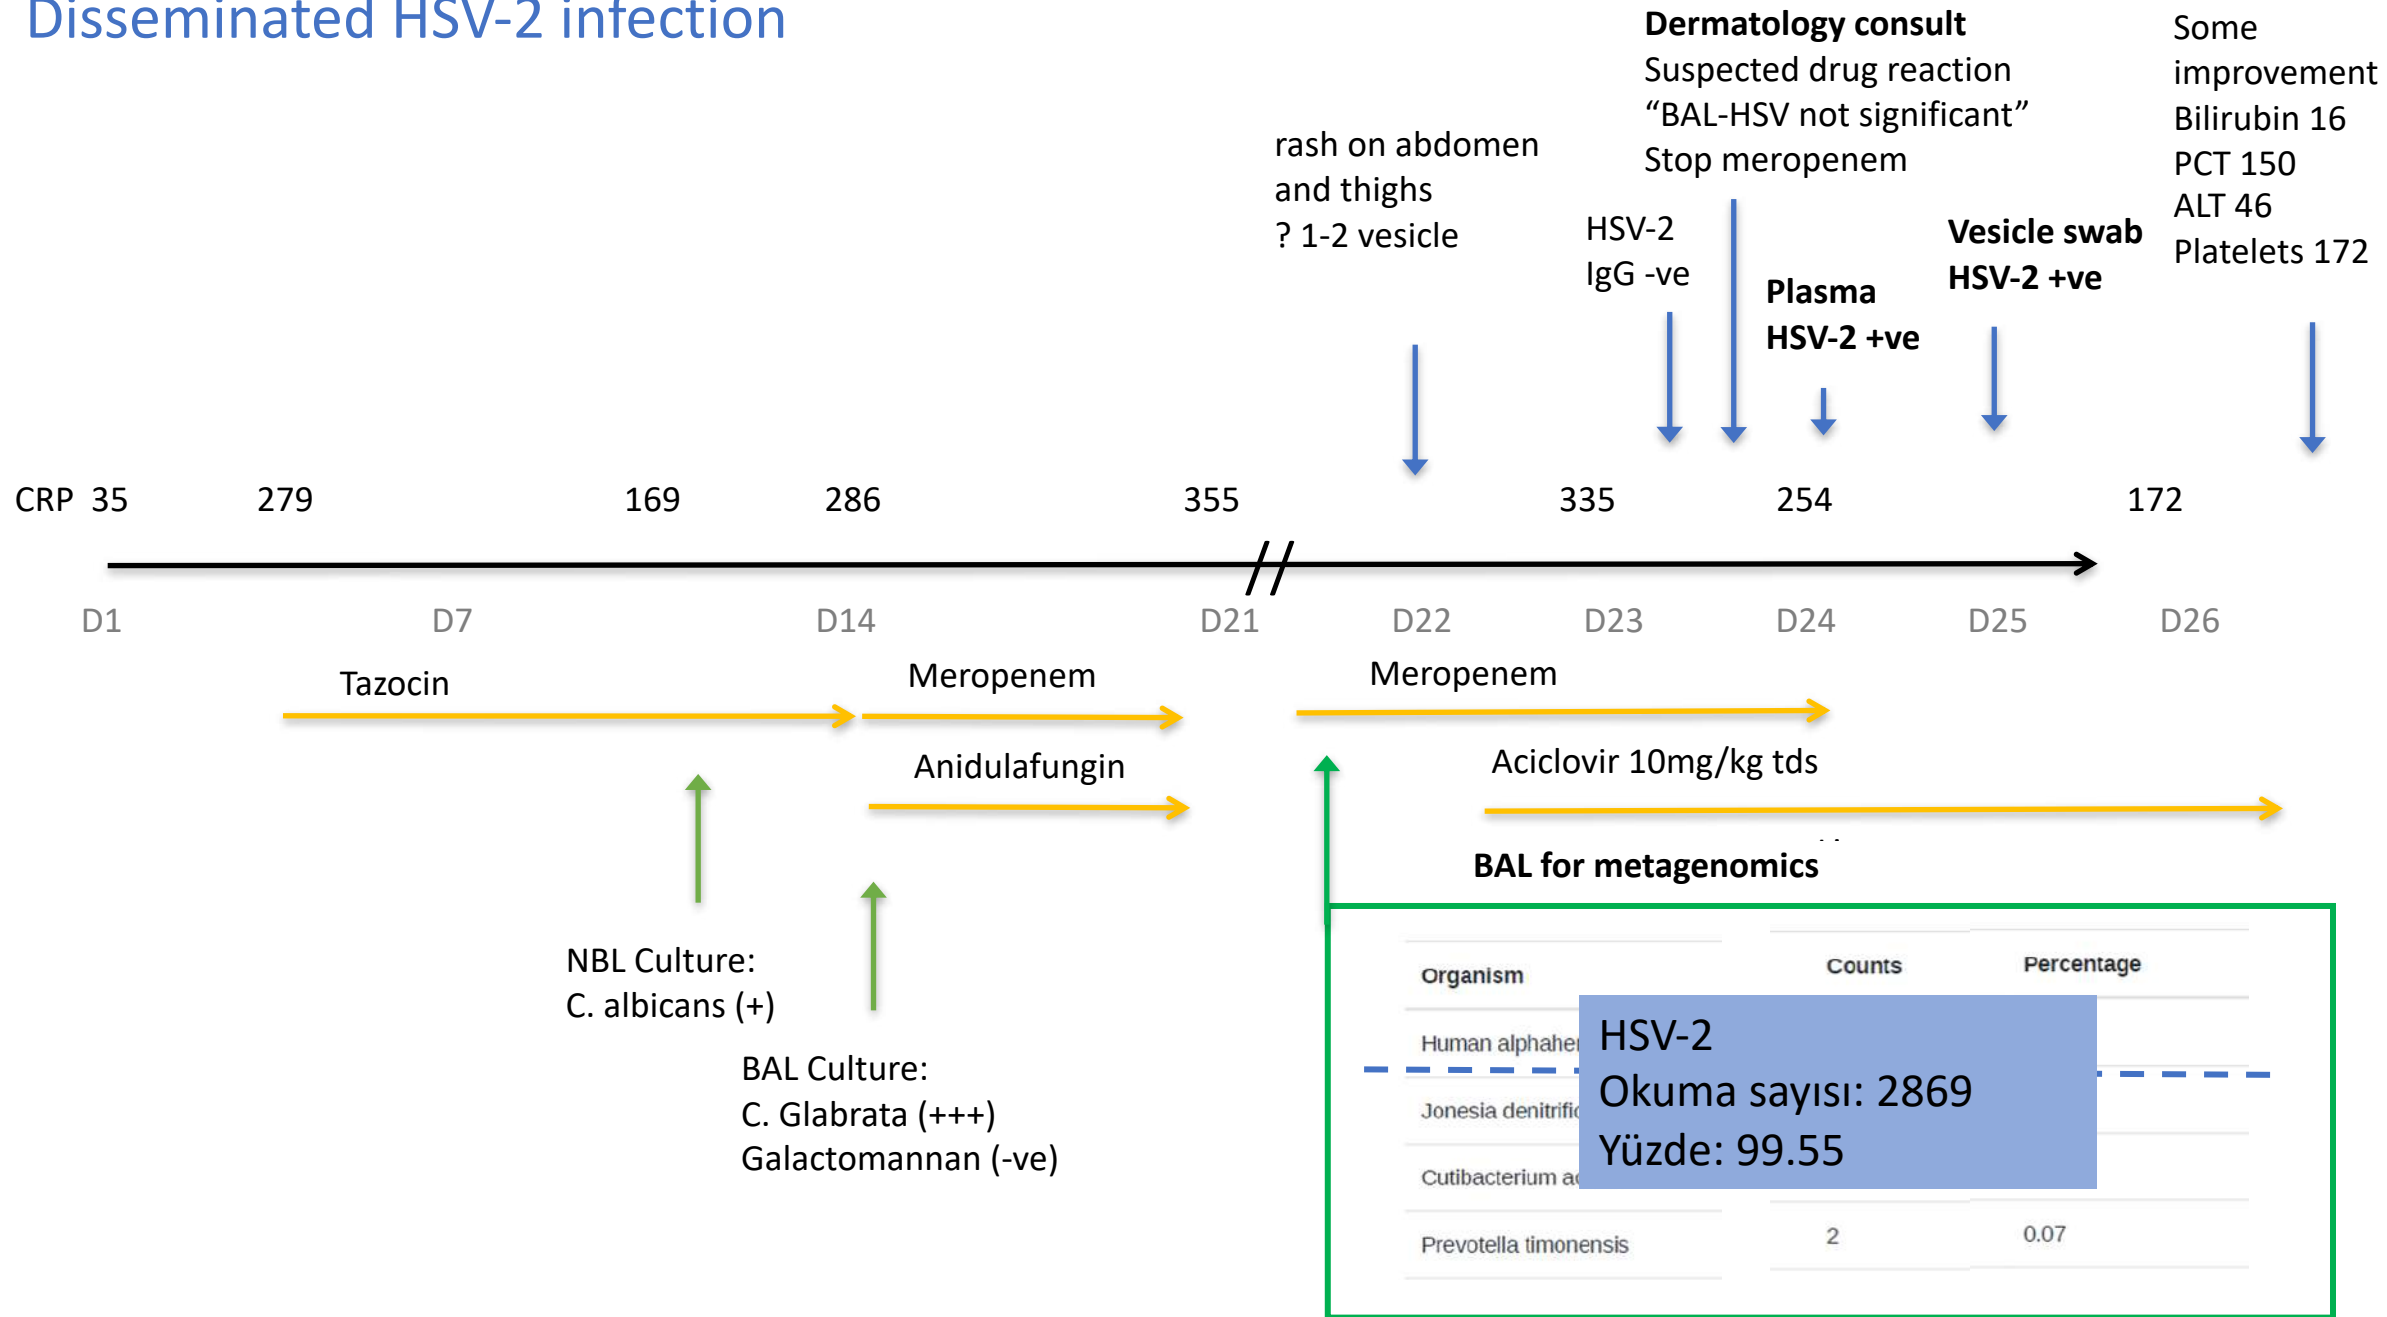 Disseminated HSV-2 infection
Dermatology consult
Suspected drug reaction
“BAL-HSV not significant”
Stop meropenem
Some
improvement
Bilirubin 16
PCT 150
ALT 46
Platelets 172
rash on abdomen
and thighs
? 1-2 vesicle
HSV-2
IgG -ve
Plasma
HSV-2 +ve
Vesicle swab
HSV-2 +ve
CRP 35 279 169 286 355 335 254 172
D1 D7 D14 D21 D22 D23 D24 D25 D26
Tazocin
Meropenem
Meropenem
Anidulafungin
Aciclovir 10mg/kg tds
BAL for metagenomics
NBL Culture:
C. albicans (+)
BAL Culture:
C. Glabrata (+++)
Galactomannan (-ve)
Organism Counts Percentage
Human
Jonesia
Cutibacterium
Prevotella timonensis 2 0.07
HSV-2
Okuma sayısı: 2869
Yüzde: 99.55